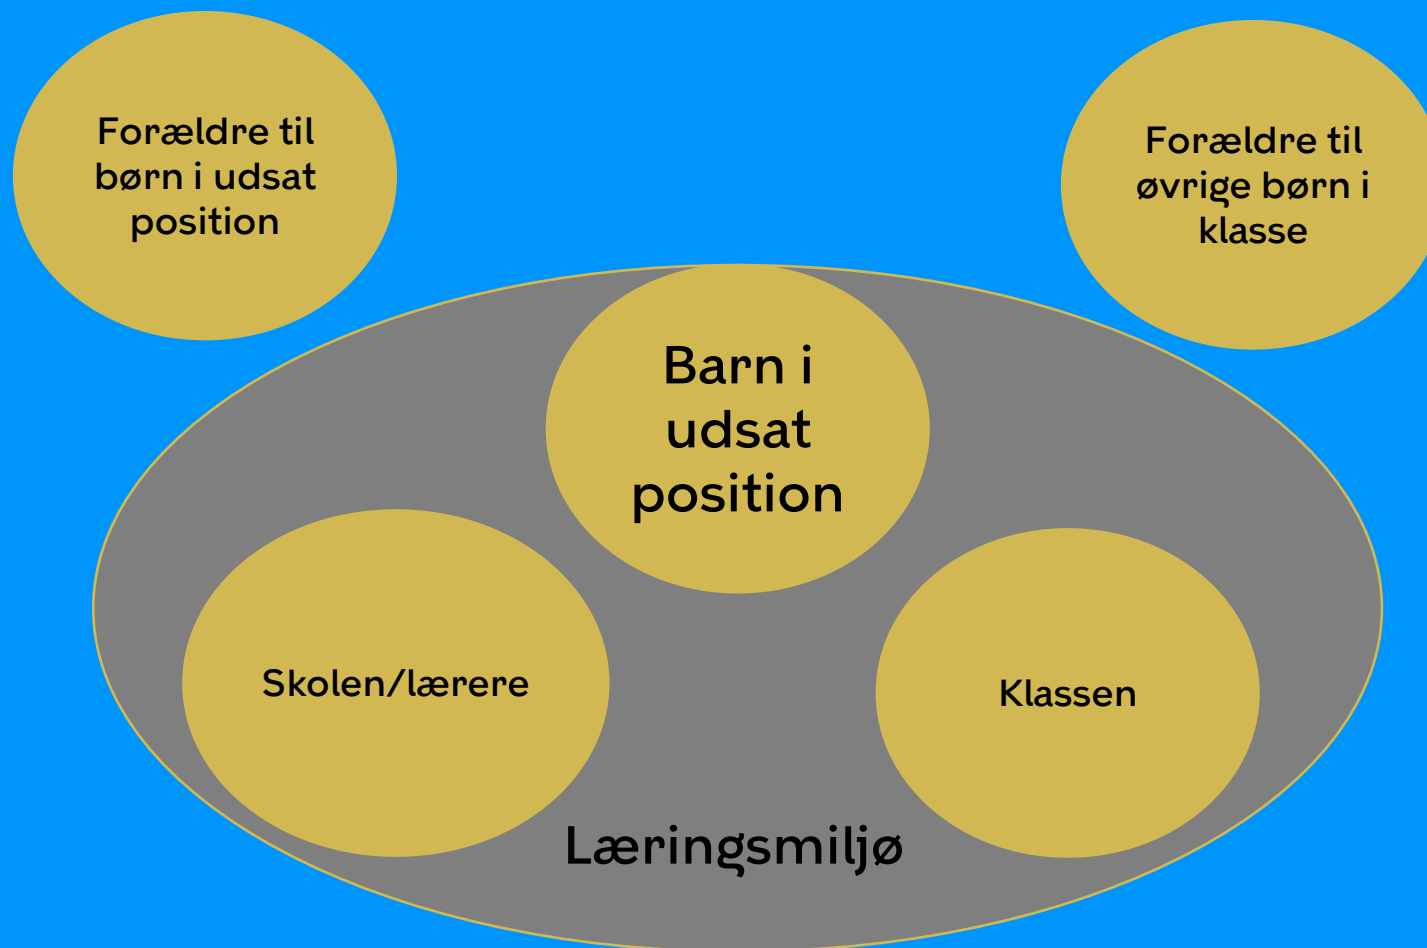 Forældre til
børn i udsat
position
Forældre til
øvrige børn i
klasse
Barn i
udsat
position
Skolen/lærere
Klassen
Læringsmiljø